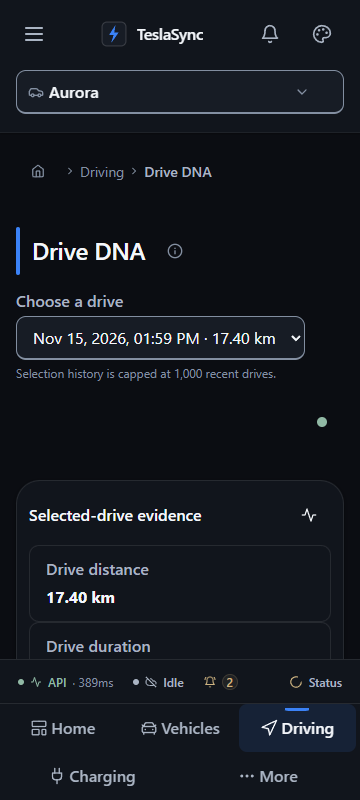 TeslaSync
Aurora
Driving
Drive DNA
Drive DNA
Choose a drive
Nov 15, 2026, 01:59 PM · 17.40 km
Selection history is capped at 1,000 recent drives.
Selected-drive evidence
Drive distance
17.40 km
Drive duration
API · 389ms Idle 2 Status
Home Vehicles Driving
Charging More